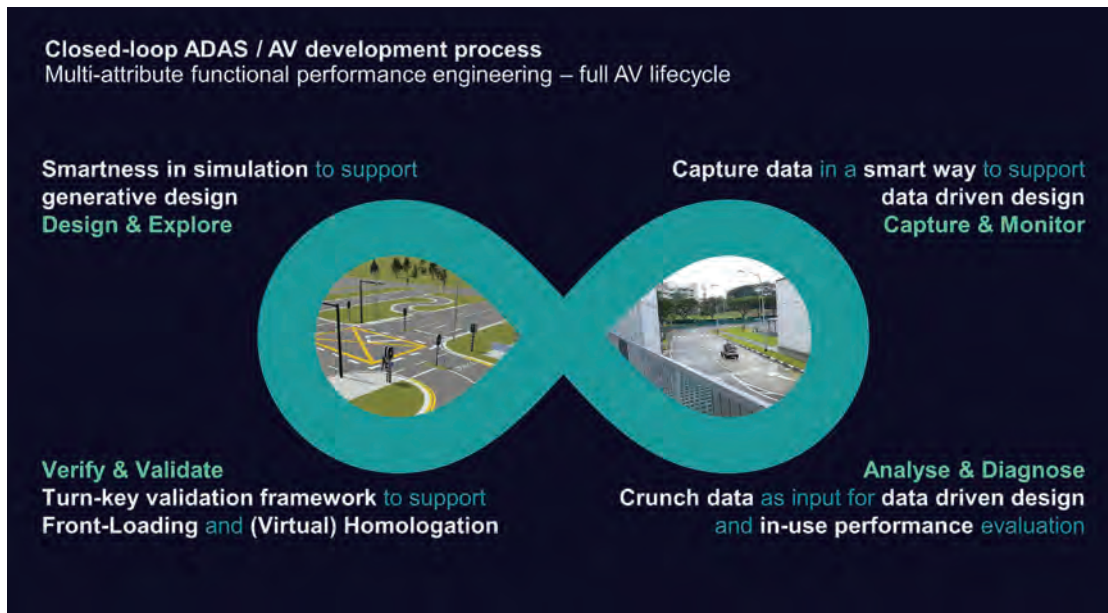 Closed-loop ADAS / AV development process
Multi-attribute functional performance engineering – full AV lifecycle
Smartness in simulation to support
generative design
Design & Explore
Capture data in a smart way to support
data driven design
Capture & Monitor
Verify & Validate
Turn-key validation framework to support
Front-Loading and (Virtual) Homologation
Analyse & Diagnose
Crunch data as input for data driven design
and in-use performance evaluation